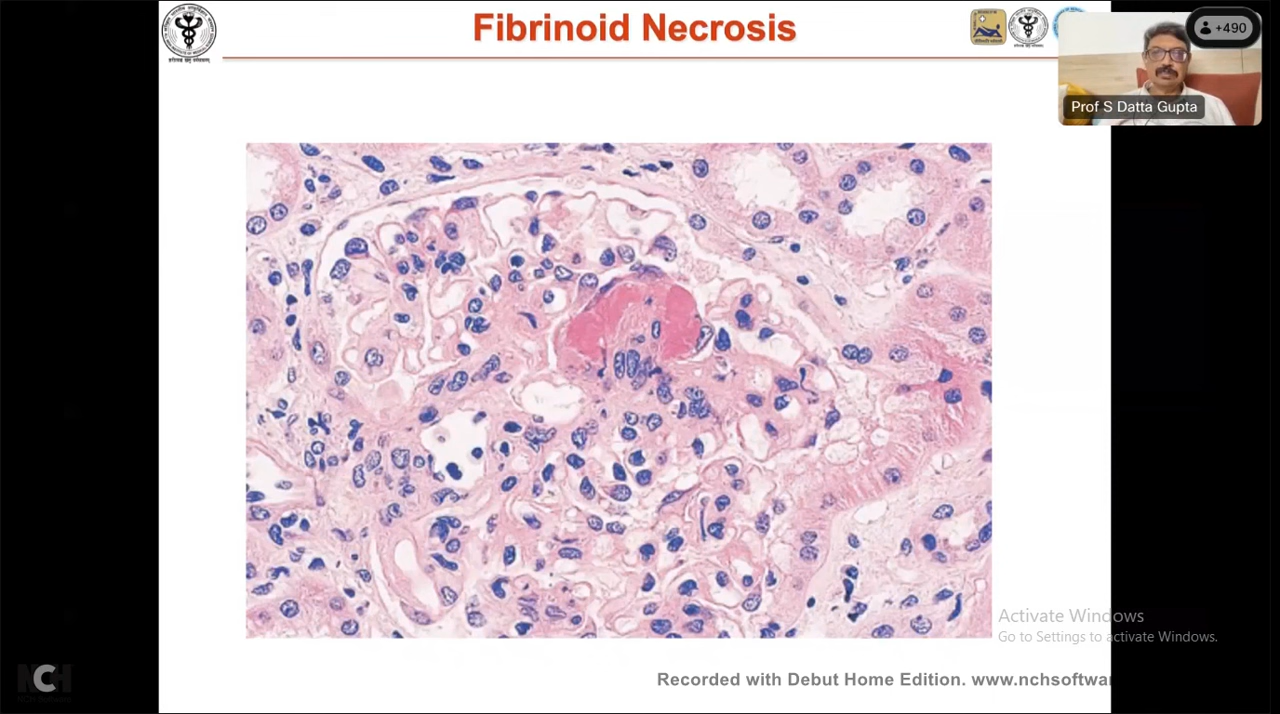 Fibrinoid Necrosis
+490
Prof S Datta Gupta
Activate Windows
Go to Settings to activate Windows.
NCH
Recorded with Debut Home Edition. www.nchsoftwar